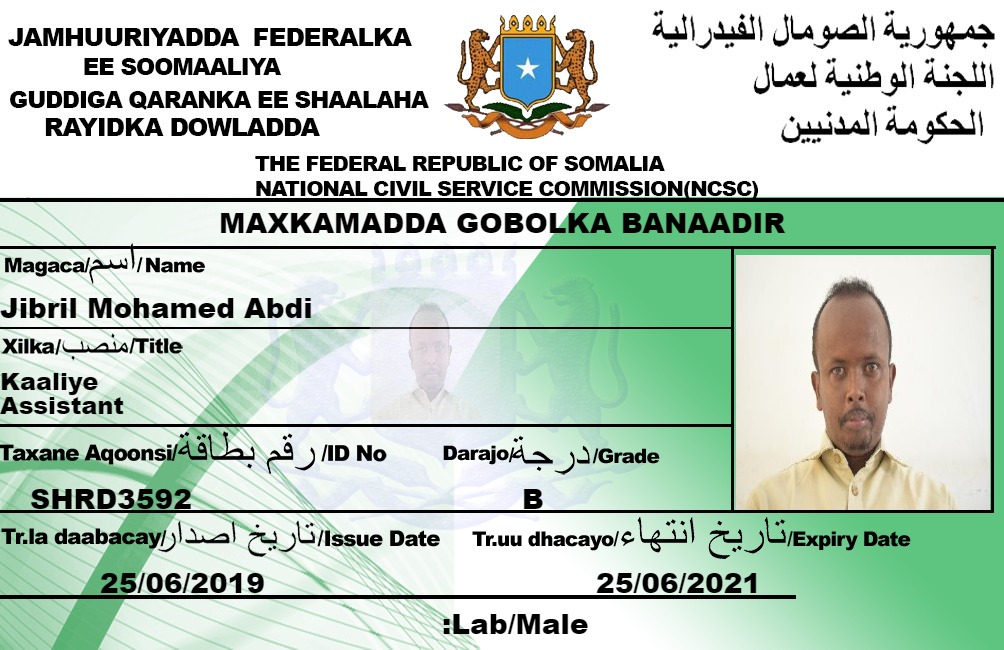 JAMHUURIYADDA FEDERALKA
EE SOOMAALIYA
GUDDIGA QARANKA EE SHAALAHA
RAYIDKA DOWLADDA
جمهورية الصومال الفيدرالية
اللجنة الوطنية لعمال
الحكومة المدنيين
THE FEDERAL REPUBLIC OF SOMALIA
NATIONAL CIVIL SERVICE COMMISSION(NCSC)
MAXKAMADDA GOBOLKA BANAADIR
Magaca/اسم/Name
Jibril Mohamed Abdi
Xilka/منصب/Title
Kaaliye
Assistant
Taxane Aqoonsi/رقم بطاقة/ID No Darajo/درجة/Grade
SHRD3592 B
Tr.la daabacay/تاريخ اصدار/Issue Date Tr.uu dhacayo/تاريخ انتهاء/Expiry Date
25/06/2019 25/06/2021
:Lab/Male